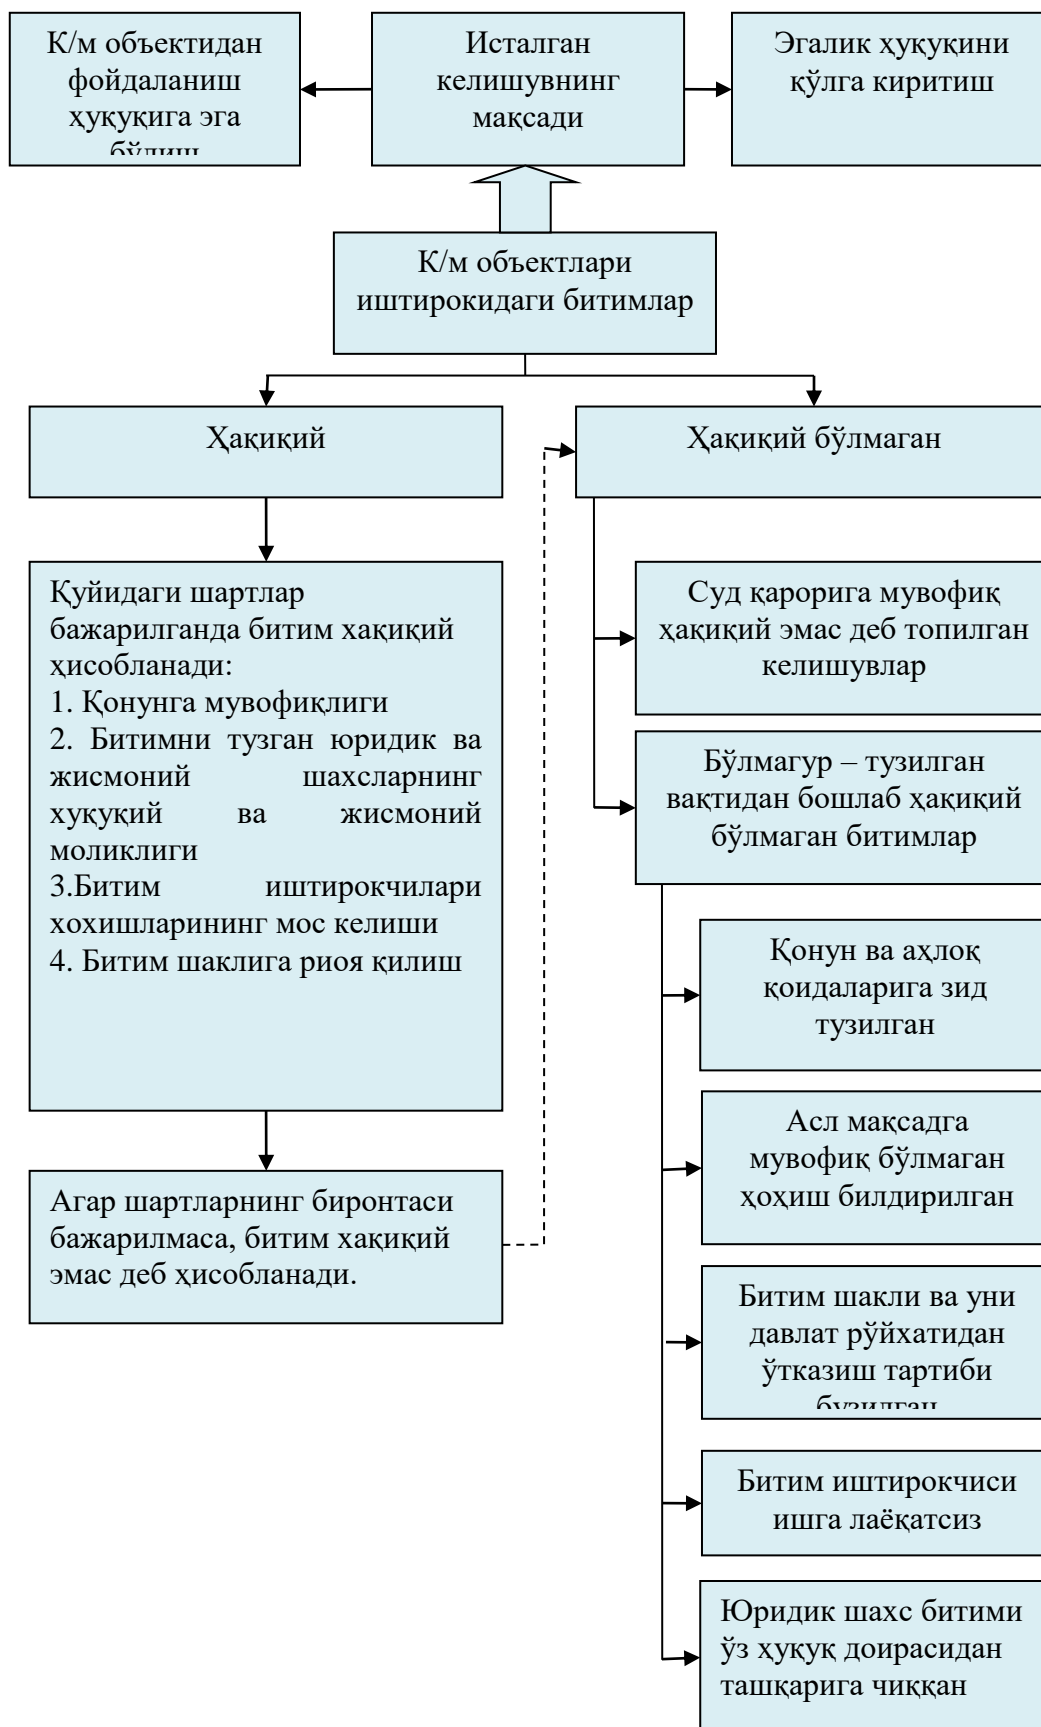 К/м объектидан
фойдаланиш
ҳуқуқига эга
бўлиш
Исталган
келишувнинг
мақсади
Эгалик ҳуқуқини
қўлга киритиш
К/м объектлари
иштирокидаги битимлар
Ҳақиқий
Ҳақиқий бўлмаган
Қуйидаги шартлар
бажарилганда битим хақиқий
ҳисобланади:
1. Қонунга мувофиқлиги
2. Битимни тузган юридик ва
жисмоний шахсларнинг
хуқуқий ва жисмоний
моликлиги
3.Битим иштирокчилари
хохишларининг мос келиши
4. Битим шаклига риоя қилиш
Агар шартларнинг биронтаси
бажарилмаса, битим хақиқий
эмас деб ҳисобланади.
Суд қарорига мувофиқ
ҳақиқий эмас деб топилган
келишувлар
Бўлмагур – тузилган
вақтидан бошлаб ҳақиқий
бўлмаган битимлар
Қонун ва аҳлоқ
қоидаларига зид
тузилган
Асл мақсадга
мувофиқ бўлмаган
ҳоҳиш билдирилган
Битим шакли ва уни
давлат рўйхатидан
ўтказиш тартиби
бузилган
Битим иштирокчиси
ишга лаёқатсиз
Юридик шахс битими
ўз ҳуқуқ доирасидан
ташқарига чиққан